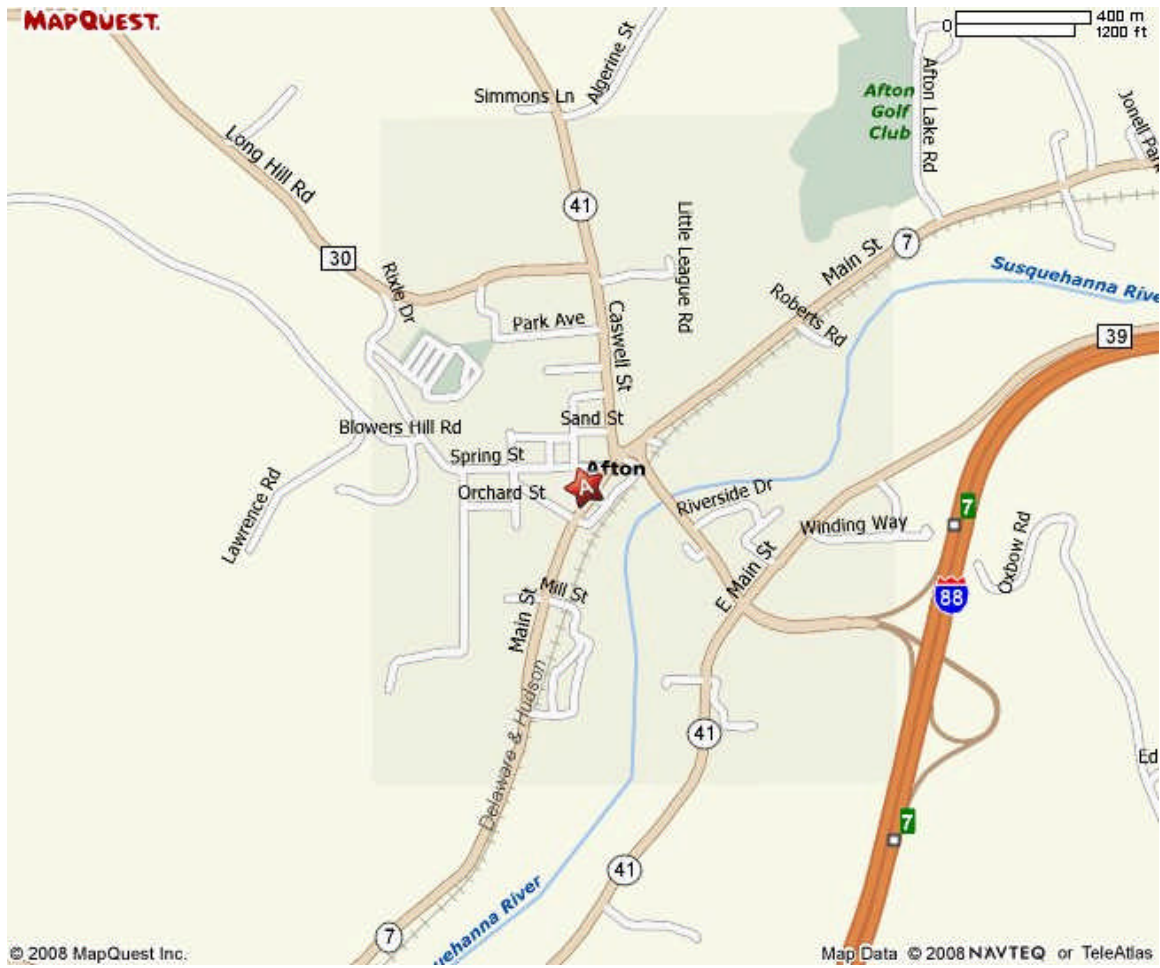 MAPQUEST.
0 400 m
1200 ft
Simmons Ln
Algerine St
Afton
Golf
Club
Afton Lake Rd
Jonell Park
Long Hill Rd
41
Little League Rd
Main St
7
30
Rixle Dr
Susquehanna River
Park Ave
Caswell St
Roberts Rd
39
Sand St
Blowers Hill Rd
Spring St
Afton
A
Orchard St
Lawrence Rd
Riverside Dr
Winding Way
7
Oxbow Rd
E Main St
Mill St
88
Main St
Delaware & Hudson
41
Ed
7
41
quehanna River
7
© 2008 MapQuest Inc.
Map Data © 2008 NAVTEQ or TeleAtlas